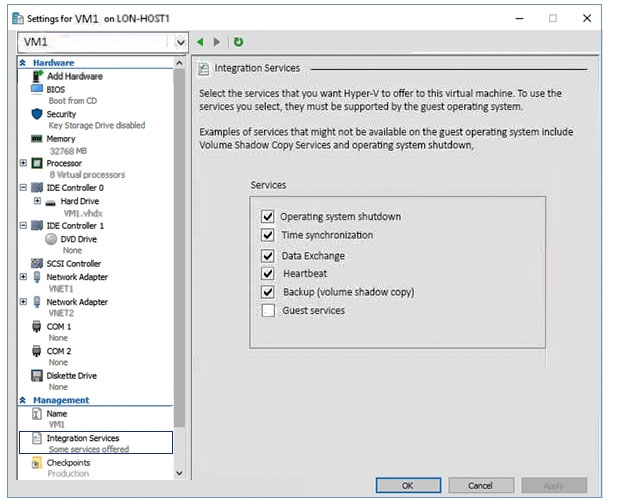 Settings for VM1 on LON-HOST1
VM1
Hardware
Add Hardware
BIOS
Boot from CD
Security
Key Storage Drive disabled
Memory
32768 MB
Processor
8 Virtual processors
IDE Controller 0
Hard Drive
VM1.vhdx
IDE Controller 1
DVD Drive
None
SCSI Controller
Network Adapter
VNET1
Network Adapter
VNET2
COM 1
None
COM 2
None
Diskette Drive
None
Management
Name
VM1
Integration Services
Some services offered
Checkpoints
Production
Integration Services
Select the services that you want Hyper-V to offer to this virtual machine. To use the
services you select, they must be supported by the guest operating system.
Examples of services that might not be available on the guest operating system include
Volume Shadow Copy Services and operating system shutdown,
Services
Operating system shutdown
Time synchronization
Data Exchange
Heartbeat
Backup (volume shadow copy)
Guest services
OK
Cancel
Apply